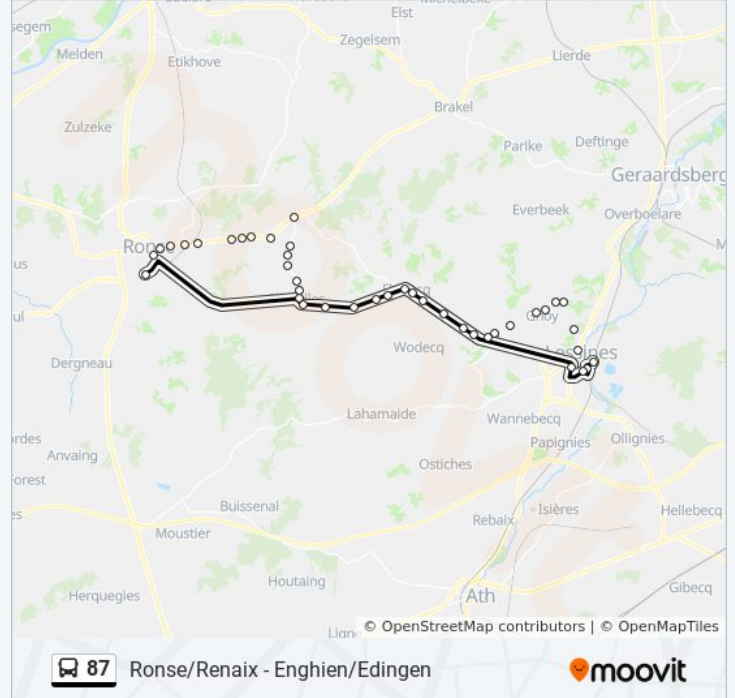 Elst
Zegelsem
Melden
Etikhove
Lierde
Brakel
Zulzeke
Parike
Deftinge
Geraardsberg
Everbeek
Overboelare
Wodecq
Dergneau
Lahamaide
Wannebecq
Papignies
Ollignies
Anvaing
Ostiches
Buissenal
Isières
Hellebecq
Rebaix
Moustier
Houtaing
Gibecq
Herquegies
Ath
Ligne
© OpenStreetMap contributors | © OpenMapTiles
87 Ronse/Renaix - Enghien/Edingen
moovit